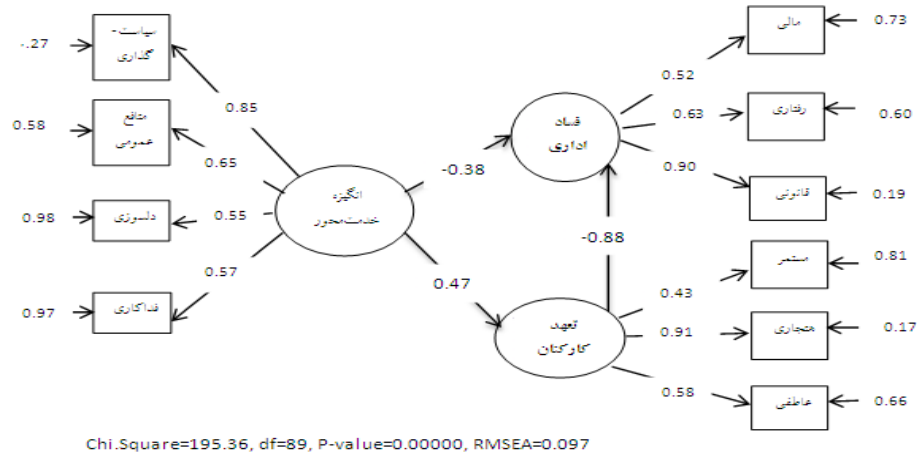 سیاست-
گذاری
-.27
0.85
منافع
عمومی
0.58
0.65
دلسوزی
0.98
0.55
فداکاری
0.97
0.57
انگیزه
خدمت‌محور
-0.38
0.47
فساد
اداری
-0.88
تعهد
کارکنان
مالی
0.73
0.52
رفتاری
0.60
0.63
قانونی
0.19
0.90
مستمر
0.81
0.43
هتجاری
0.17
0.91
عاطفی
0.66
0.58
Chi.Square=195.36, df=89, P-value=0.00000, RMSEA=0.097